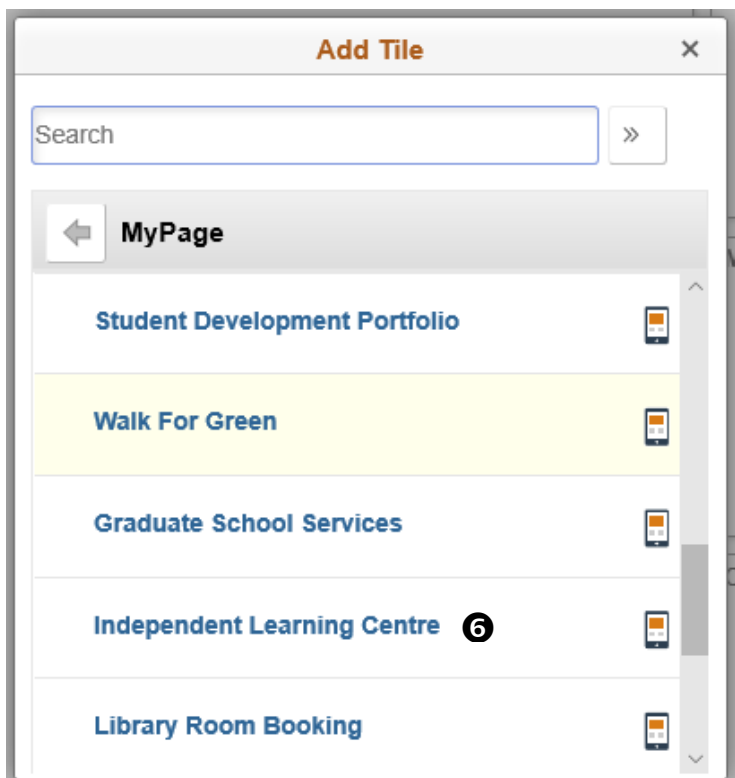 Add Tile ×
Search »
MyPage
Student Development Portfolio
Walk For Green
Graduate School Services
Independent Learning Centre ❻
Library Room Booking